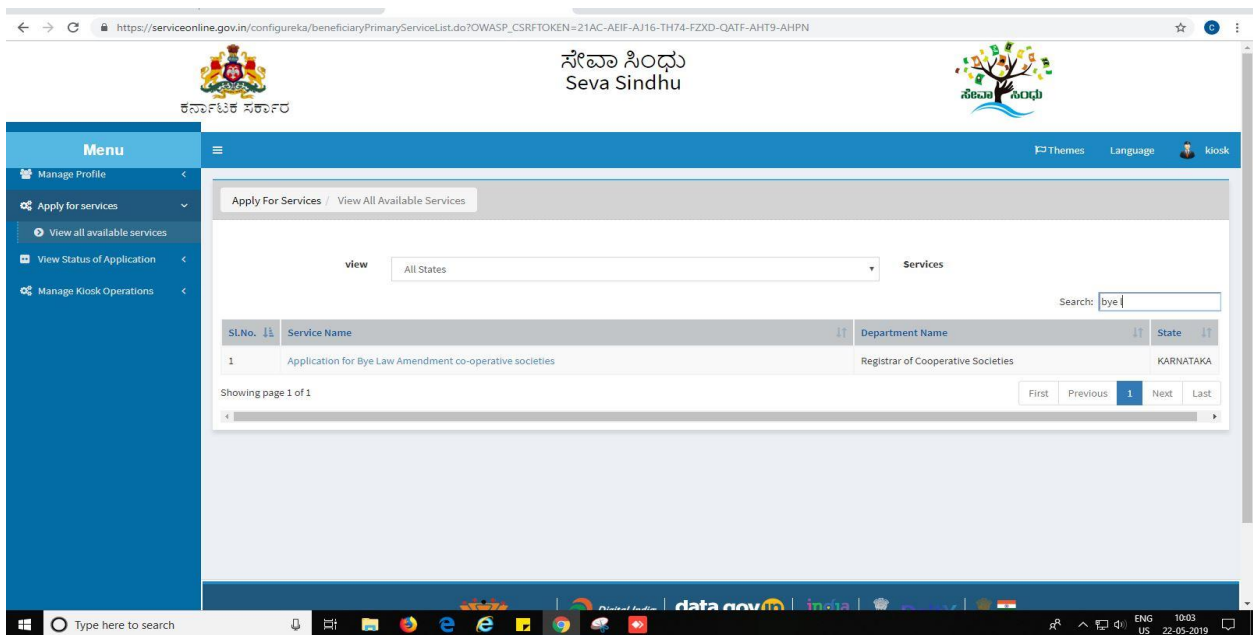 https://serviceonline.gov.in/configureka/beneficiaryPrimaryServiceList.do?OWASP_CSRFTOKEN=21AC-AEIF-AJ16-TH74-FZXD-QATF-AHT9-AHPN
C
ಸೇವಾ ಸಿಂಧು
Seva Sindhu
ಕರ್ನಾಟಕ ಸರ್ಕಾರ
ಸೇವಾ ಸಿಂಧು
Menu
Themes Language kiosk
Manage Profile
Apply for services
View all available services
View Status of Application
Manage Kiosk Operations
Apply For Services / View All Available Services
view All States Services
Search: bye l
Sl.No. Service Name Department Name State
1 Application for Bye Law Amendment co-operative societies Registrar of Cooperative Societies KARNATAKA
Showing page 1 of 1 First Previous 1 Next Last
Digital India data.gov in
Type here to search
ENG 10:03
US 22-05-2019